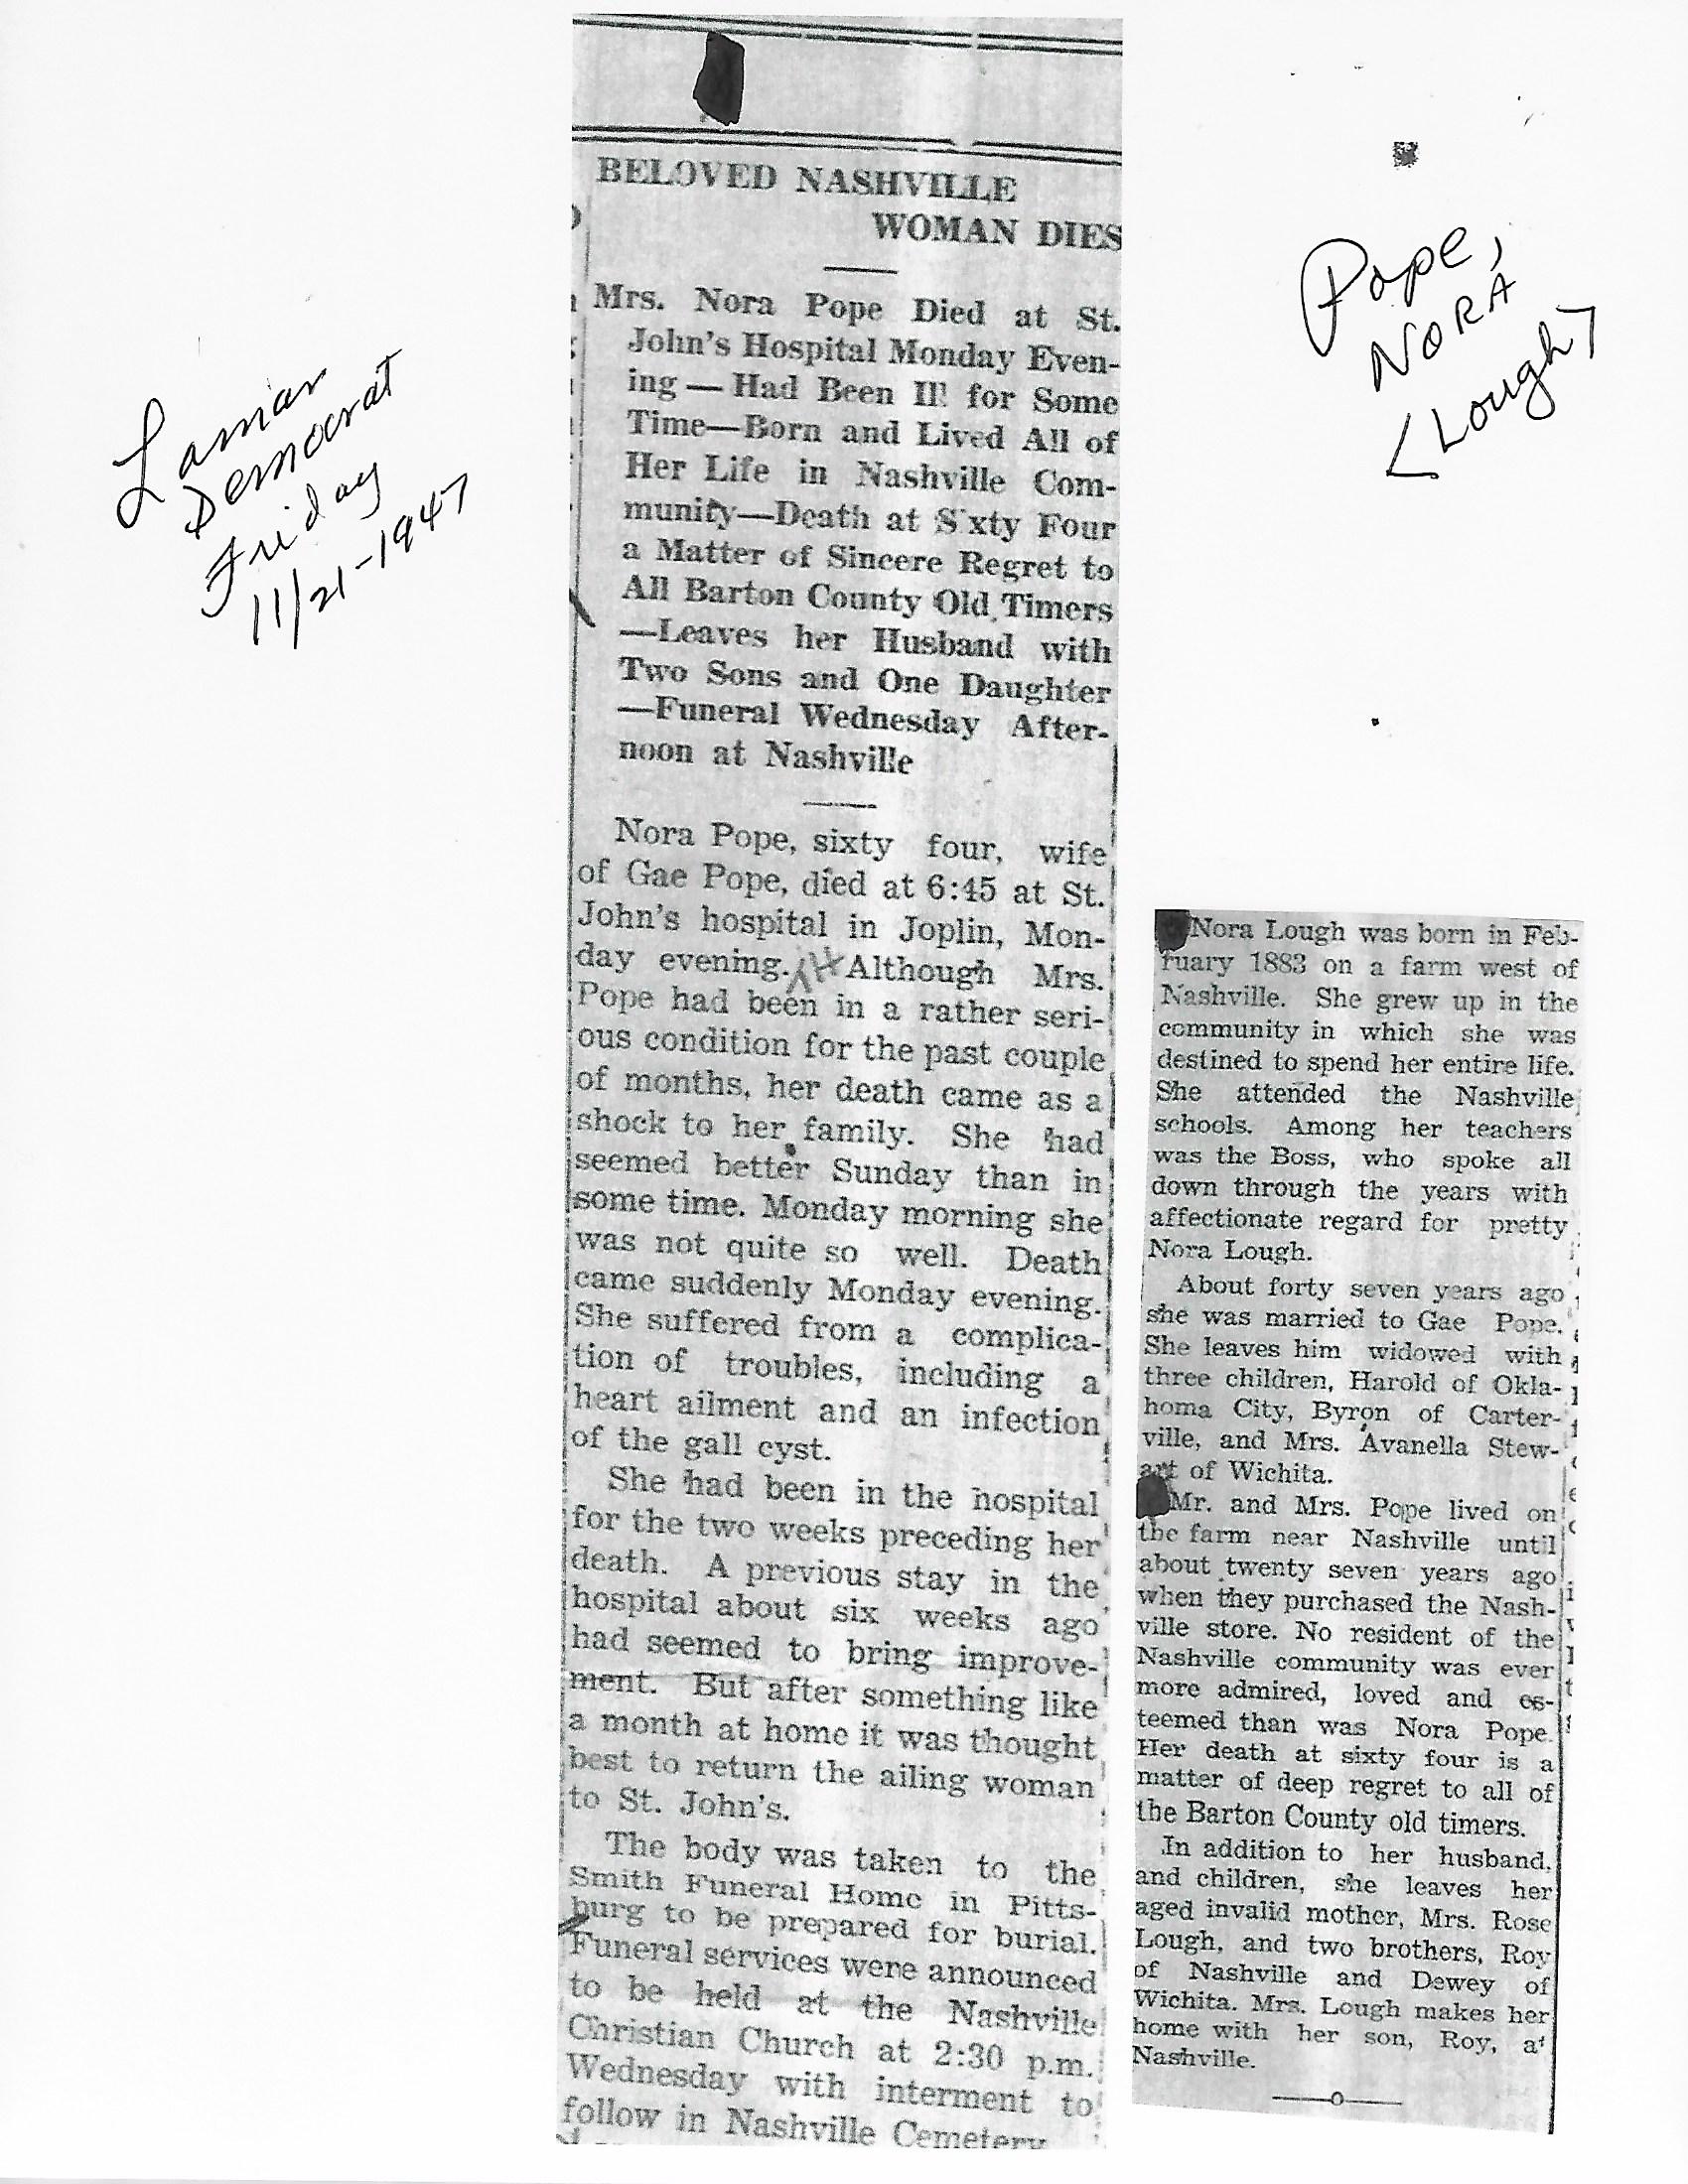 Lamar
Democrat
Friday
11/21-1947
Pope,
NORA
<Lough>
BELOVED NASHVILLE
WOMAN DIES
Mrs. Nora Pope Died at St.
John's Hospital Monday Even-
ing — Had Been Ill for Some
Time—Born and Lived All of
Her Life in Nashville Com-
munity—Death at Sixty Four
a Matter of Sincere Regret to
All Barton County Old Timers
—Leaves her Husband with
Two Sons and One Daughter
—Funeral Wednesday After-
noon at Nashville
Nora Pope, sixty four, wife
of Gae Pope, died at 6:45 at St.
John's hospital in Joplin, Mon-
day evening. Although Mrs.
Pope had been in a rather seri-
ous condition for the past couple
of months, her death came as a
shock to her family. She had
seemed better Sunday than in
some time. Monday morning she
was not quite so well. Death
came suddenly Monday evening.
She suffered from a complica-
tion of troubles, including a
heart ailment and an infection
of the gall cyst.
She had been in the hospital
for the two weeks preceding her
death. A previous stay in the
hospital about six weeks ago
had seemed to bring improve-
ment. But after something like
a month at home it was thought
best to return the ailing woman
to St. John's.
The body was taken to the
Smith Funeral Home in Pitts-
burg to be prepared for burial.
Funeral services were announced
to be held at the Nashville
Christian Church at 2:30 p.m.
Wednesday with interment to
follow in Nashville Cemetery
Nora Lough was born in Feb-
ruary 1883 on a farm west of
Nashville. She grew up in the
community in which she was
destined to spend her entire life.
She attended the Nashville
schools. Among her teachers
was the Boss, who spoke all
down through the years with
affectionate regard for pretty
Nora Lough.
About forty seven years ago
she was married to Gae Pope.
She leaves him widowed with
three children, Harold of Okla-
homa City, Byron of Carter-
ville, and Mrs. Avanella Stew-
art of Wichita.
Mr. and Mrs. Pope lived on
the farm near Nashville until
about twenty seven years ago
when they purchased the Nash-
ville store. No resident of the
Nashville community was ever
more admired, loved and es-
teemed than was Nora Pope.
Her death at sixty four is a
matter of deep regret to all of
the Barton County old timers.
In addition to her husband,
and children, she leaves her
aged invalid mother, Mrs. Rose
Lough, and two brothers, Roy
of Nashville and Dewey of
Wichita. Mrs. Lough makes her
home with her son, Roy, at
Nashville.